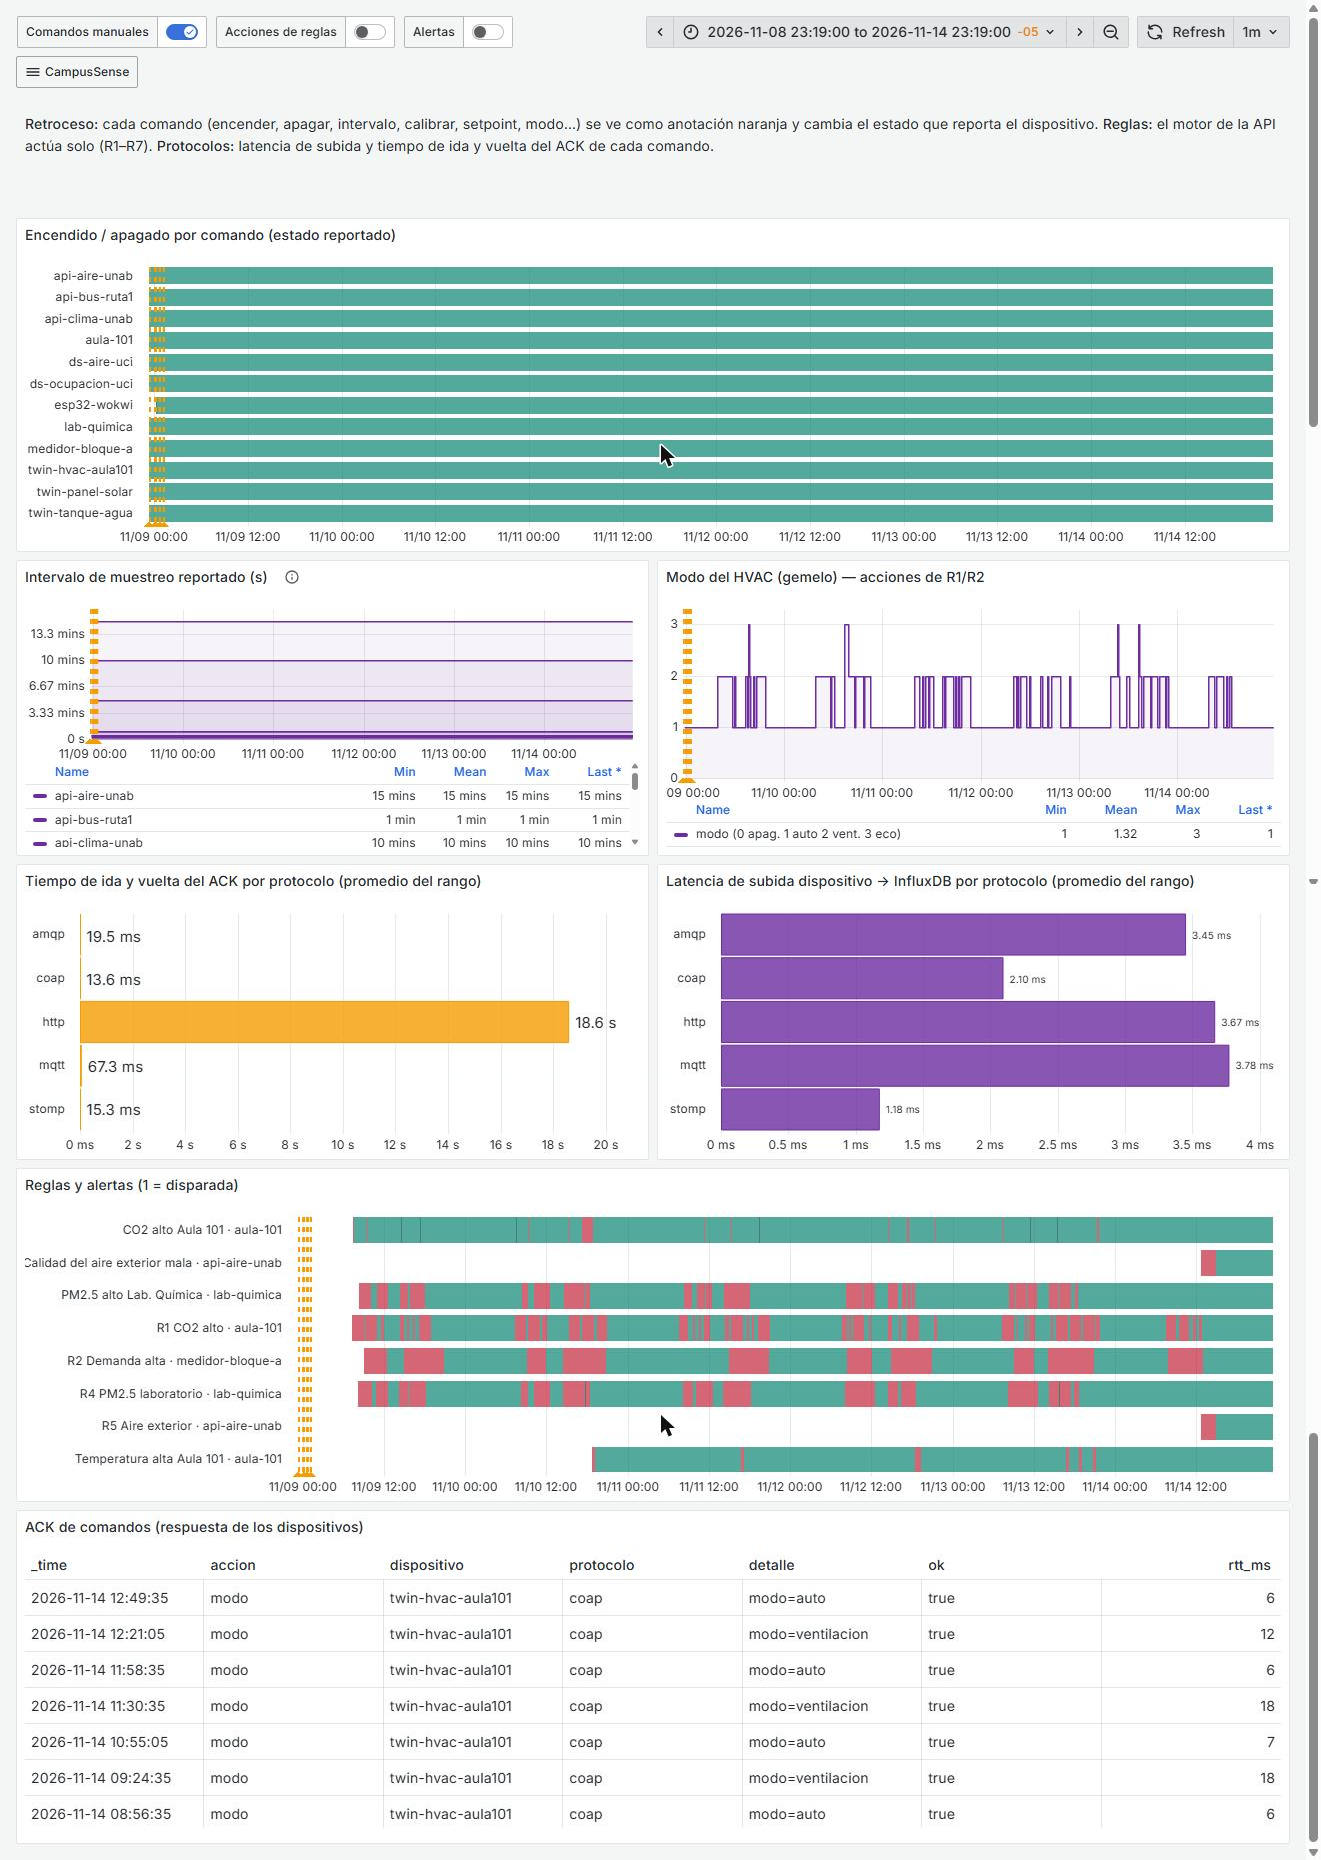 Comandos manuales
Acciones de reglas
Alertas
2026-11-08 23:19:00 to 2026-11-14 23:19:00 -05
Refresh
1m
CampusSense
Retroceso: cada comando (encender, apagar, intervalo, calibrar, setpoint, modo...) se ve como anotación naranja y cambia el estado que reporta el dispositivo. Reglas: el motor de la API
actúa solo (R1–R7). Protocolos: latencia de subida y tiempo de ida y vuelta del ACK de cada comando.
Encendido / apagado por comando (estado reportado)
api-aire-unab
api-bus-ruta1
api-clima-unab
aula-101
ds-aire-uci
ds-ocupacion-uci
esp32-wokwi
lab-quimica
medidor-bloque-a
twin-hvac-aula101
twin-panel-solar
twin-tanque-agua
11/09 00:00 11/09 12:00 11/10 00:00 11/10 12:00 11/11 00:00 11/11 12:00 11/12 00:00 11/12 12:00 11/13 00:00 11/13 12:00 11/14 00:00 11/14 12:00
Intervalo de muestreo reportado (s)
13.3 mins
10 mins
6.67 mins
3.33 mins
0 s
11/09 00:00 11/10 00:00 11/11 00:00 11/12 00:00 11/13 00:00 11/14 00:00
Name Min Mean Max Last *
api-aire-unab 15 mins 15 mins 15 mins 15 mins
api-bus-ruta1 1 min 1 min 1 min 1 min
api-clima-unab 10 mins 10 mins 10 mins 10 mins
Modo del HVAC (gemelo) — acciones de R1/R2
3
2
1
0
09 00:00 11/10 00:00 11/11 00:00 11/12 00:00 11/13 00:00 11/14 00:00
Name Min Mean Max Last *
modo (0 apag. 1 auto 2 vent. 3 eco) 1 1.32 3 1
Tiempo de ida y vuelta del ACK por protocolo (promedio del rango)
amqp 19.5 ms
coap 13.6 ms
http 18.6 s
mqtt 67.3 ms
stomp 15.3 ms
0 ms 2 s 4 s 6 s 8 s 10 s 12 s 14 s 16 s 18 s 20 s
Latencia de subida dispositivo → InfluxDB por protocolo (promedio del rango)
amqp 3.45 ms
coap 2.10 ms
http 3.67 ms
mqtt 3.78 ms
stomp 1.18 ms
0 ms 0.5 ms 1 ms 1.5 ms 2 ms 2.5 ms 3 ms 3.5 ms 4 ms
Reglas y alertas (1 = disparada)
CO2 alto Aula 101 · aula-101
Calidad del aire exterior mala · api-aire-unab
PM2.5 alto Lab. Química · lab-quimica
R1 CO2 alto · aula-101
R2 Demanda alta · medidor-bloque-a
R4 PM2.5 laboratorio · lab-quimica
R5 Aire exterior · api-aire-unab
Temperatura alta Aula 101 · aula-101
11/09 00:00 11/09 12:00 11/10 00:00 11/10 12:00 11/11 00:00 11/11 12:00 11/12 00:00 11/12 12:00 11/13 00:00 11/13 12:00 11/14 00:00 11/14 12:00
ACK de comandos (respuesta de los dispositivos)
_time accion dispositivo protocolo detalle ok rtt_ms
2026-11-14 12:49:35 modo twin-hvac-aula101 coap modo=auto true 6
2026-11-14 12:21:05 modo twin-hvac-aula101 coap modo=ventilacion true 12
2026-11-14 11:58:35 modo twin-hvac-aula101 coap modo=auto true 6
2026-11-14 11:30:35 modo twin-hvac-aula101 coap modo=ventilacion true 18
2026-11-14 10:55:05 modo twin-hvac-aula101 coap modo=auto true 7
2026-11-14 09:24:35 modo twin-hvac-aula101 coap modo=ventilacion true 18
2026-11-14 08:56:35 modo twin-hvac-aula101 coap modo=auto true 6